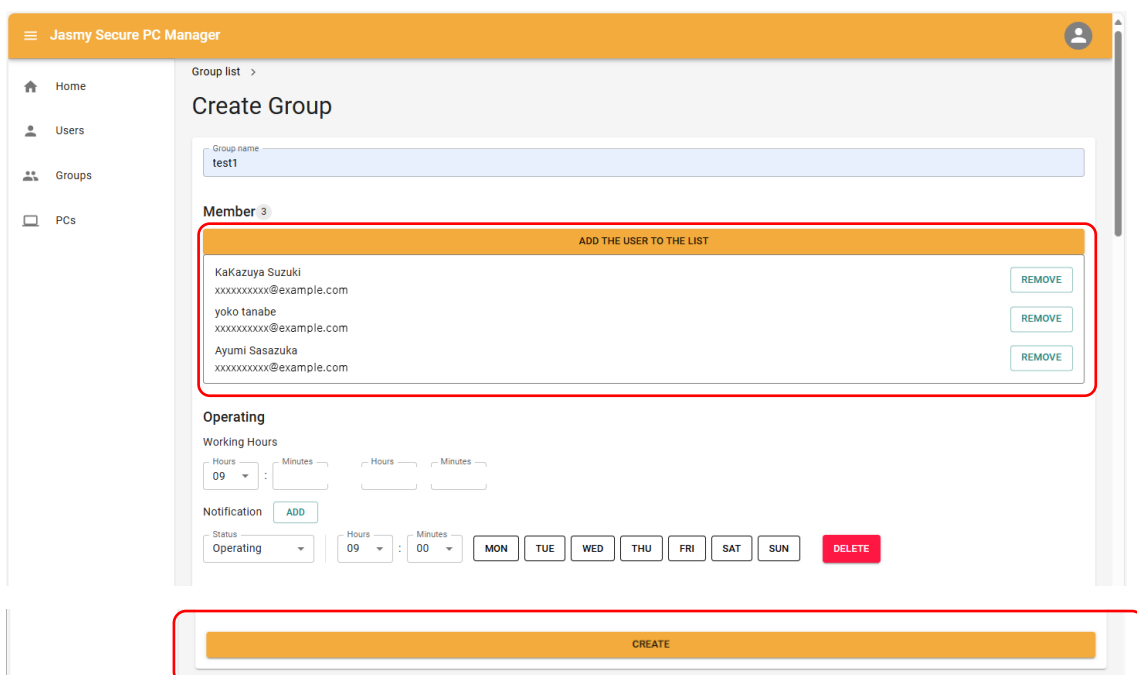 Jasmy Secure PC Manager
Home
Users
Groups
PCs
Group list >
Create Group
Group name
test1
Member 3
ADD THE USER TO THE LIST
KaKazuya Suzuki
xxxxxxxxxx@example.com
REMOVE
yoko tanabe
xxxxxxxxxx@example.com
REMOVE
Ayumi Sasazuka
xxxxxxxxxx@example.com
REMOVE
Operating
Working Hours
Hours Minutes Hours Minutes
09 :
Notification ADD
Status Hours Minutes
Operating 09 : 00 MON TUE WED THU FRI SAT SUN DELETE
CREATE